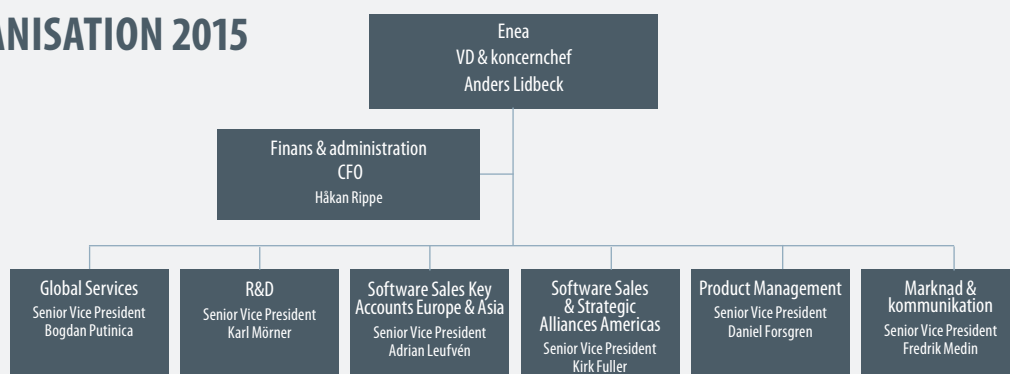 ANISATION 2015
Enea
VD & koncernchef
Anders Lidbeck
Finans & administration
CFO
Håkan Rippe
Global Services
Senior Vice President
Bogdan Putinica
R&D
Senior Vice President
Karl Mörner
Software Sales Key
Accounts Europe & Asia
Senior Vice President
Adrian Leufvén
Software Sales
& Strategic
Alliances Americas
Senior Vice President
Kirk Fuller
Product Management
Senior Vice President
Daniel Forsgren
Marknad &
kommunikation
Senior Vice President
Fredrik Medin